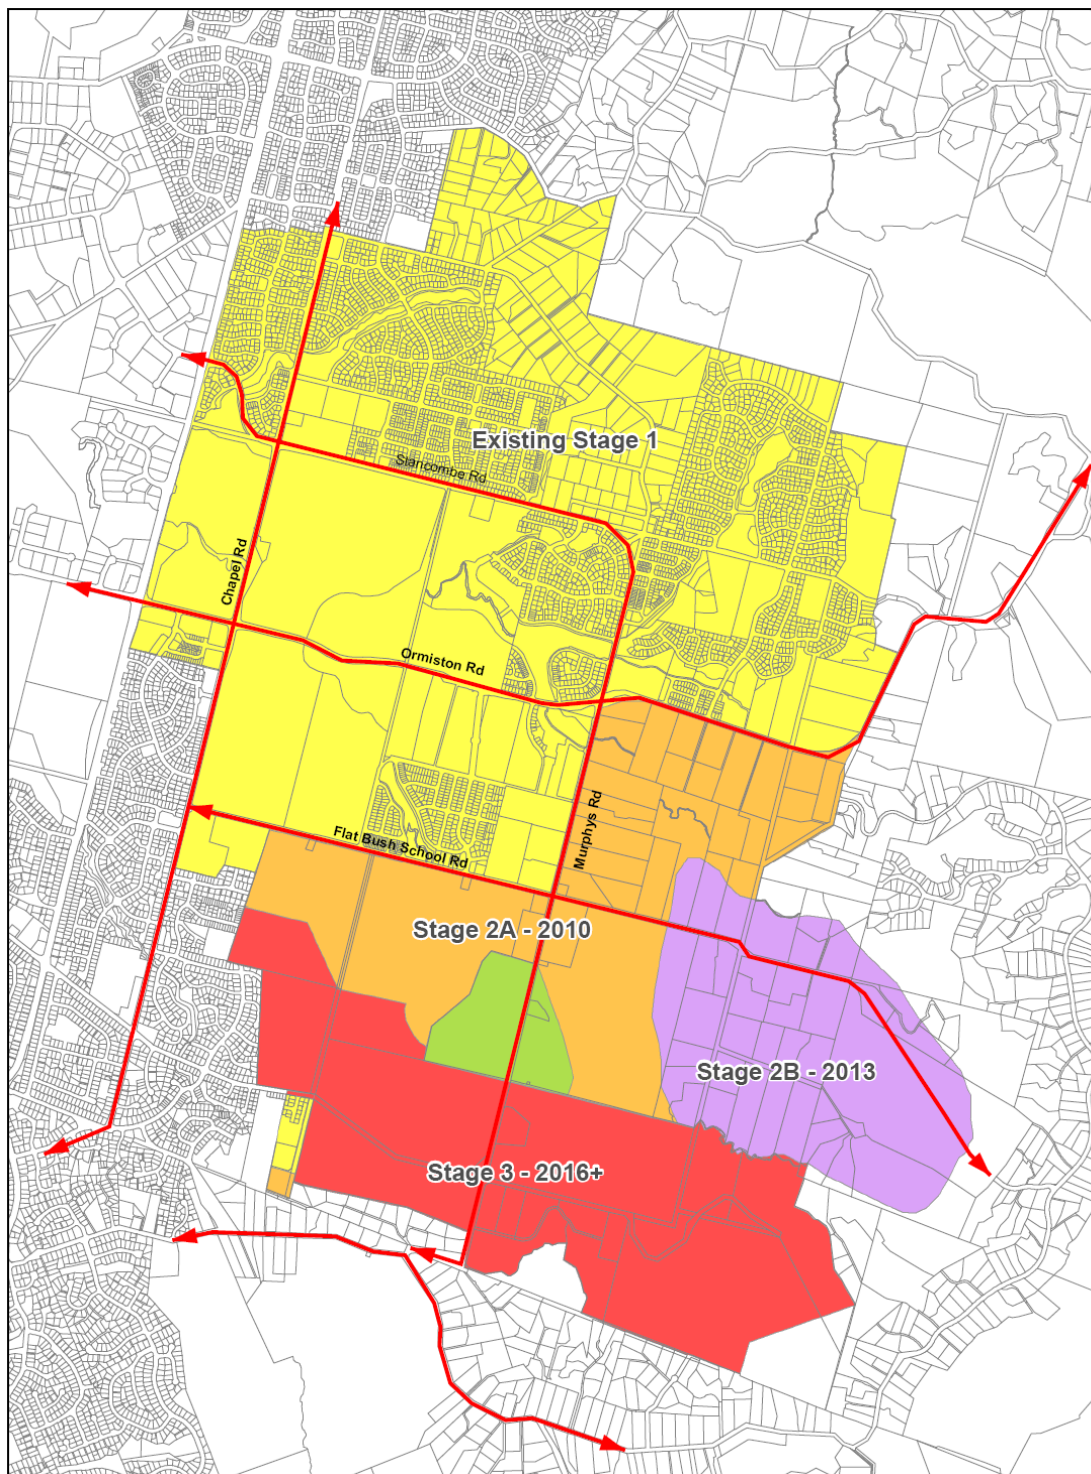 Existing Stage 1
Stancombe Rd
Chapel Rd
Ormiston Rd
Murphys Rd
Flat Bush School Rd
Stage 2A - 2010
Stage 2B - 2013
Stage 3 - 2016+